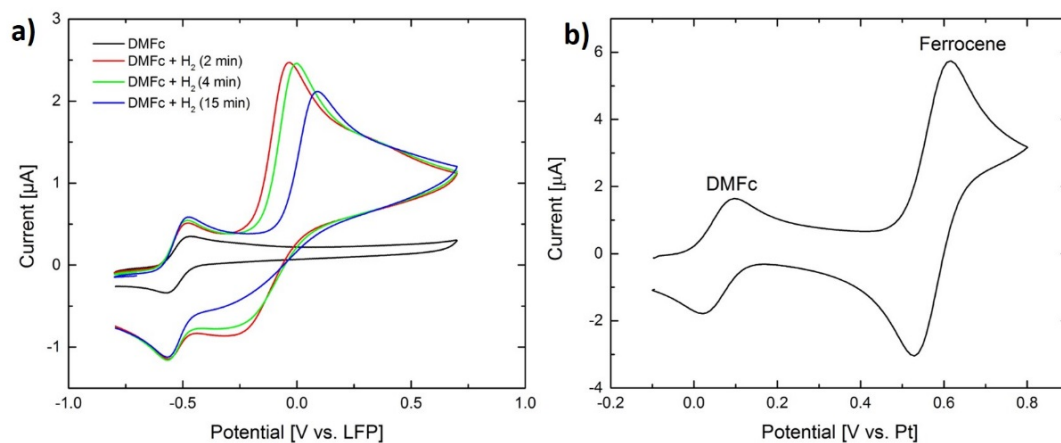 a)
DMFc
DMFc + H₂ (2 min)
DMFc + H₂ (4 min)
DMFc + H₂ (15 min)
3
2
1
0
-1
Current [µA]
-1.0 -0.5 0.0 0.5 1.0
Potential [V vs. LFP]
b)
Ferrocene
DMFc
6
4
2
0
-2
-4
Current [µA]
0.0 0.2 0.4 0.6 0.8
Potential [V vs. Pt]